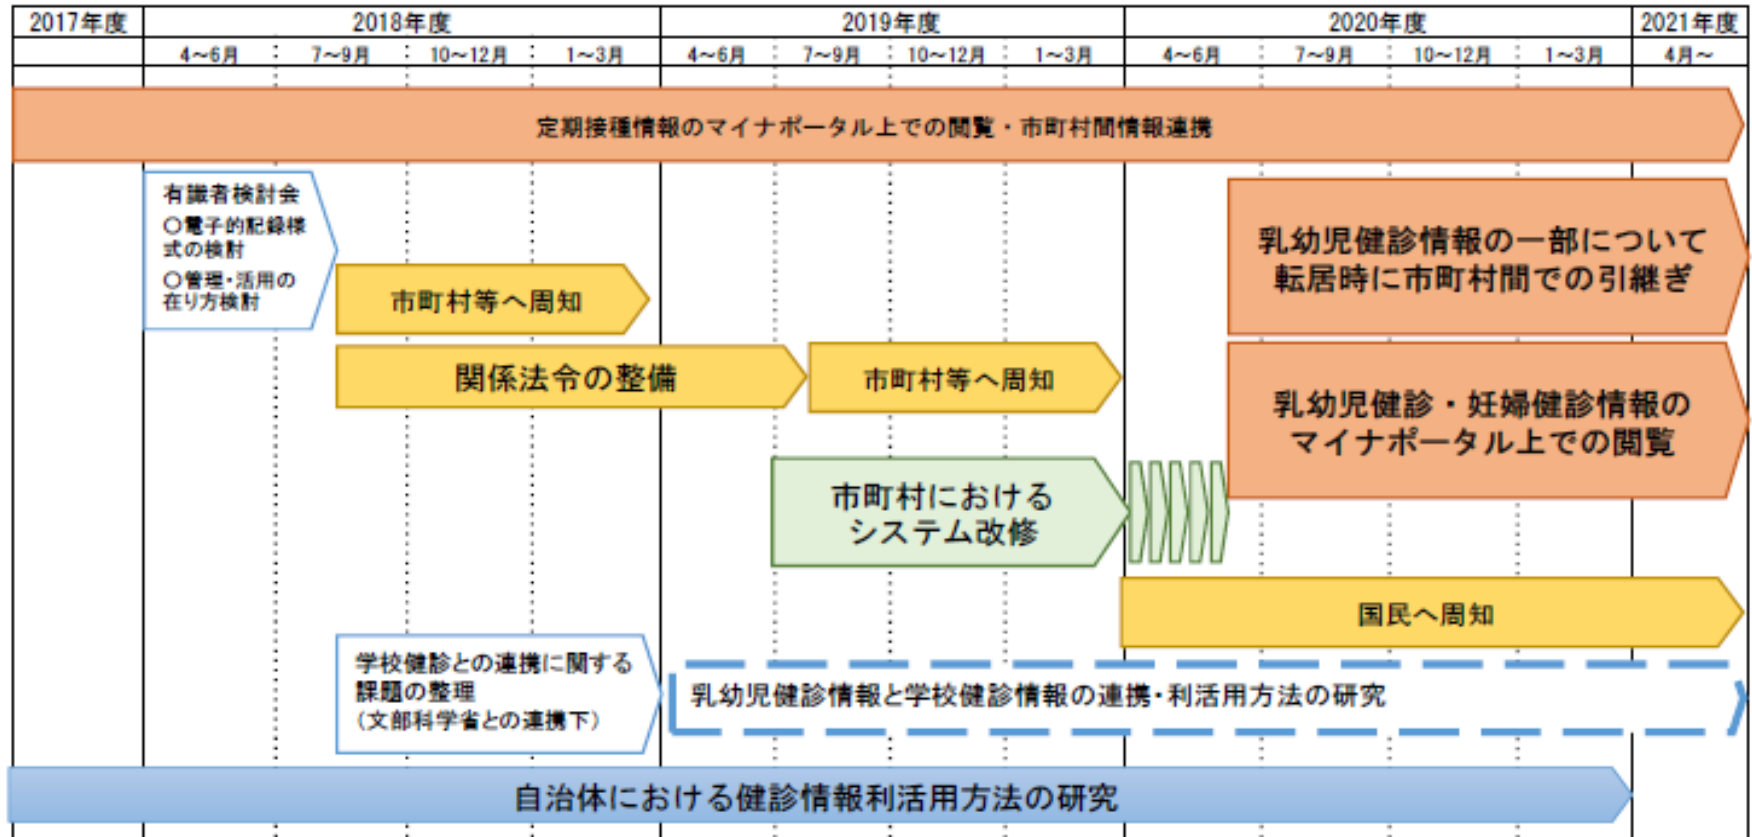 2017年度 2018年度 2019年度 2020年度 2021年度
4～6月 7～9月 10～12月 1～3月 4～6月 7～9月 10～12月 1～3月 4～6月 7～9月 10～12月 1～3月 4月～
定期接種情報のマイナポータル上での閲覧・市町村間情報連携
有識者検討会
○電子的記録様
式の検討
○管理・活用の
在り方検討
市町村等へ周知
関係法令の整備
市町村等へ周知
乳幼児健診情報の一部について
転居時に市町村間での引継ぎ
乳幼児健診・妊婦健診情報の
マイナポータル上での閲覧
市町村における
システム改修
国民へ周知
学校健診との連携に関する
課題の整理
（文部科学省との連携下）
乳幼児健診情報と学校健診情報の連携・利活用方法の研究
自治体における健診情報利活用方法の研究